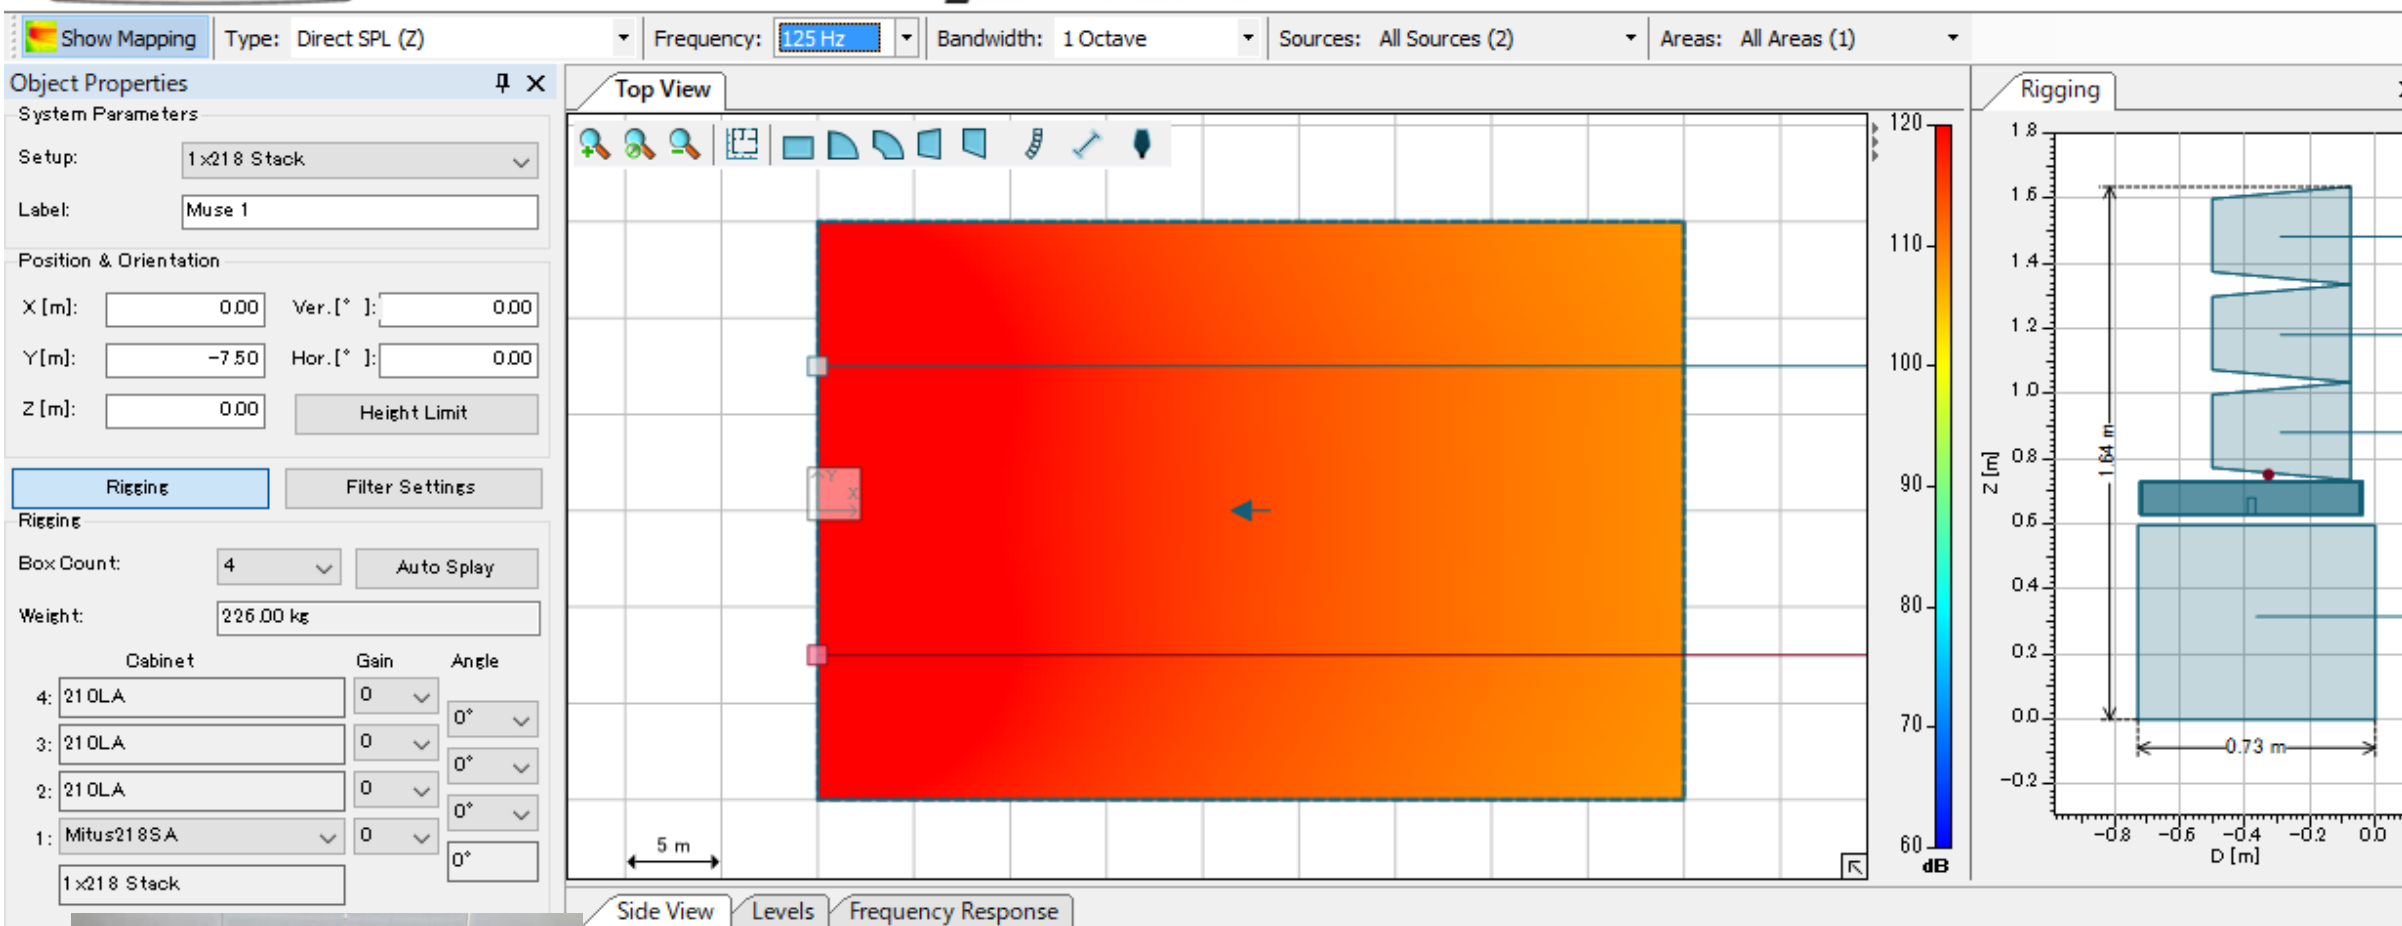 Show Mapping Type: Direct SPL (Z) Frequency: 125 Hz Bandwidth: 1 Octave Sources: All Sources (2) Areas: All Areas (1)
Object Properties
System Parameters
Setup: 1x218 Stack
Label: Muse 1
Position & Orientation
X [m]: 0.00 Ver.[° ]: 0.00
Y[m]: -7.50 Hor.[° ]: 0.00
Z [m]: 0.00 Height Limit
Rigging Filter Settings
Rigging
Box Count: 4 Auto Splay
Weight: 226.00 kg
Cabinet Gain Angle
4: 210LA 0
0°
3: 210LA 0
0°
2: 210LA 0
0°
1: Mitus218SA 0
0°
1x218 Stack
Top View
Y
X
5 m
120
110
100
90
80
70
60
dB
Side View Levels Frequency Response
Rigging
1.8
1.6
1.4
1.2
1.0
0.8
0.6
0.4
0.2
0.0
-0.2
Z [m]
1.64 m
0.73 m
-0.8 -0.6 -0.4 -0.2 0.0
D [m]